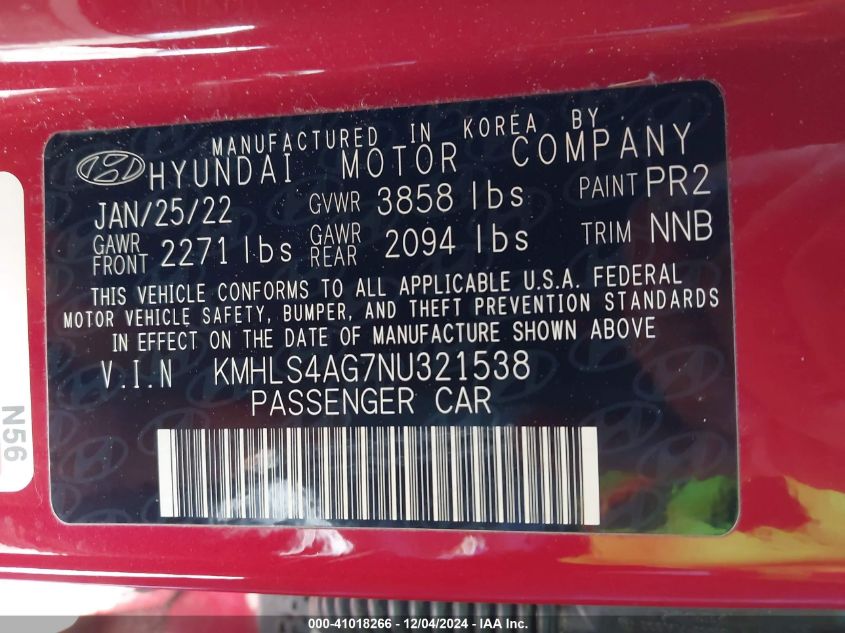 MANUFACTURED IN KOREA BY
HYUNDAI MOTOR COMPANY
JAN/25/22 GVWR 3858 lbs PAINT PR2
GAWR FRONT 2271 lbs GAWR REAR 2094 lbs TRIM NNB
THIS VEHICLE CONFORMS TO ALL APPLICABLE U.S.A. FEDERAL
MOTOR VEHICLE SAFETY, BUMPER, AND THEFT PREVENTION STANDARDS
IN EFFECT ON THE DATE OF MANUFACTURE SHOWN ABOVE
V.I.N KMHLS4AG7NU321538
PASSENGER CAR
N56
000-41018266 - 12/04/2024 - IAA Inc.